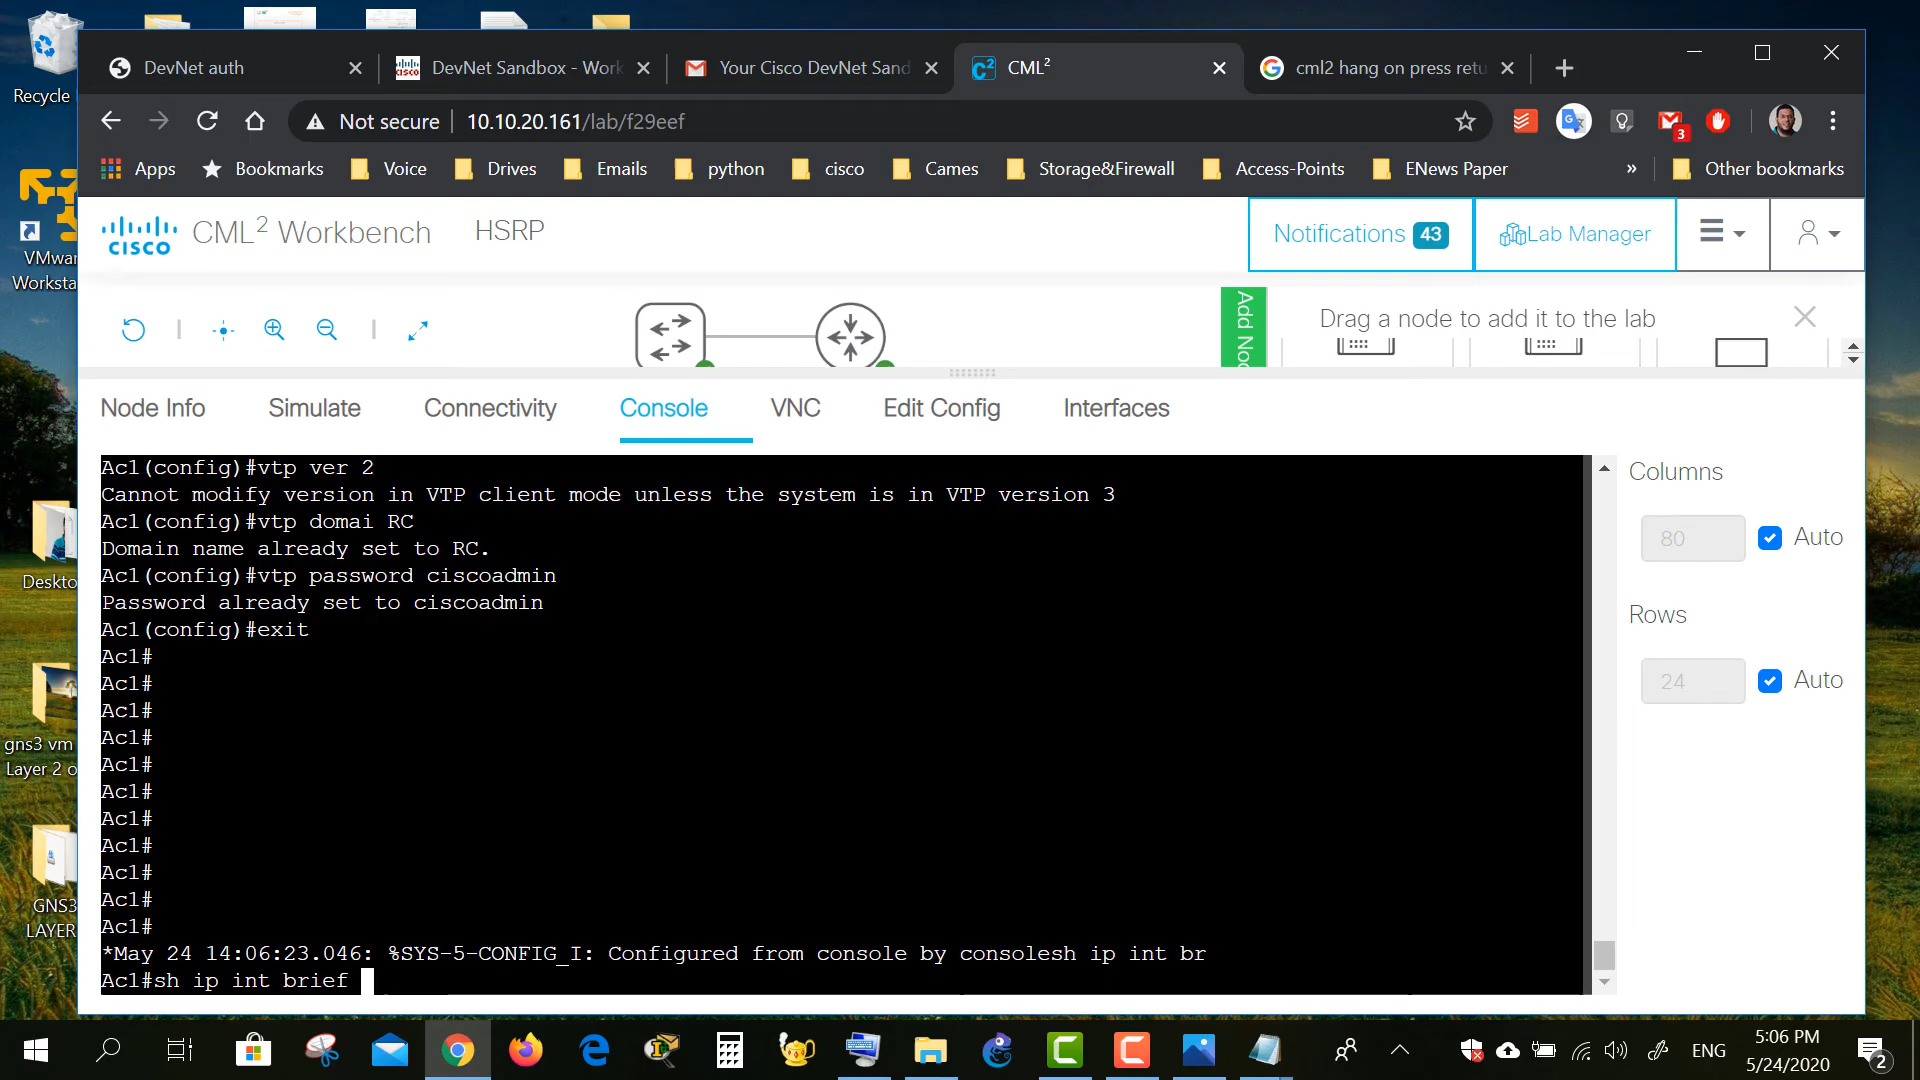 DevNet auth
DevNet Sandbox - Work
Your Cisco DevNet Sand
CML2
cml2 hang on press retu
Recycle
Not secure
10.10.20.161/lab/f29eef
3
Apps
Bookmarks
Voice
Drives
Emails
python
cisco
Cames
Storage&Firewall
Access-Points
ENews Paper
»
Other bookmarks
CISCO
CML2 Workbench
HSRP
Notifications 43
Lab Manager
VMwar
Worksta
Add Noc
Drag a node to add it to the lab
Node Info
Simulate
Connectivity
Console
VNC
Edit Config
Interfaces
Ac1(config)#vtp ver 2
Cannot modify version in VTP client mode unless the system is in VTP version 3
Ac1(config)#vtp domai RC
Domain name already set to RC.
Ac1(config)#vtp password ciscoadmin
Password already set to ciscoadmin
Ac1(config)#exit
Ac1#
Ac1#
Ac1#
Ac1#
Ac1#
Ac1#
Ac1#
Ac1#
Ac1#
Ac1#
Ac1#
*May 24 14:06:23.046: %SYS-5-CONFIG_I: Configured from console by consolesh ip int br
Ac1#sh ip int brief
Columns
80
Auto
Rows
24
Auto
Deskto
gns3 vm
Layer 2 o
GNS3
LAYER
ENG
5:06 PM
5/24/2020
2